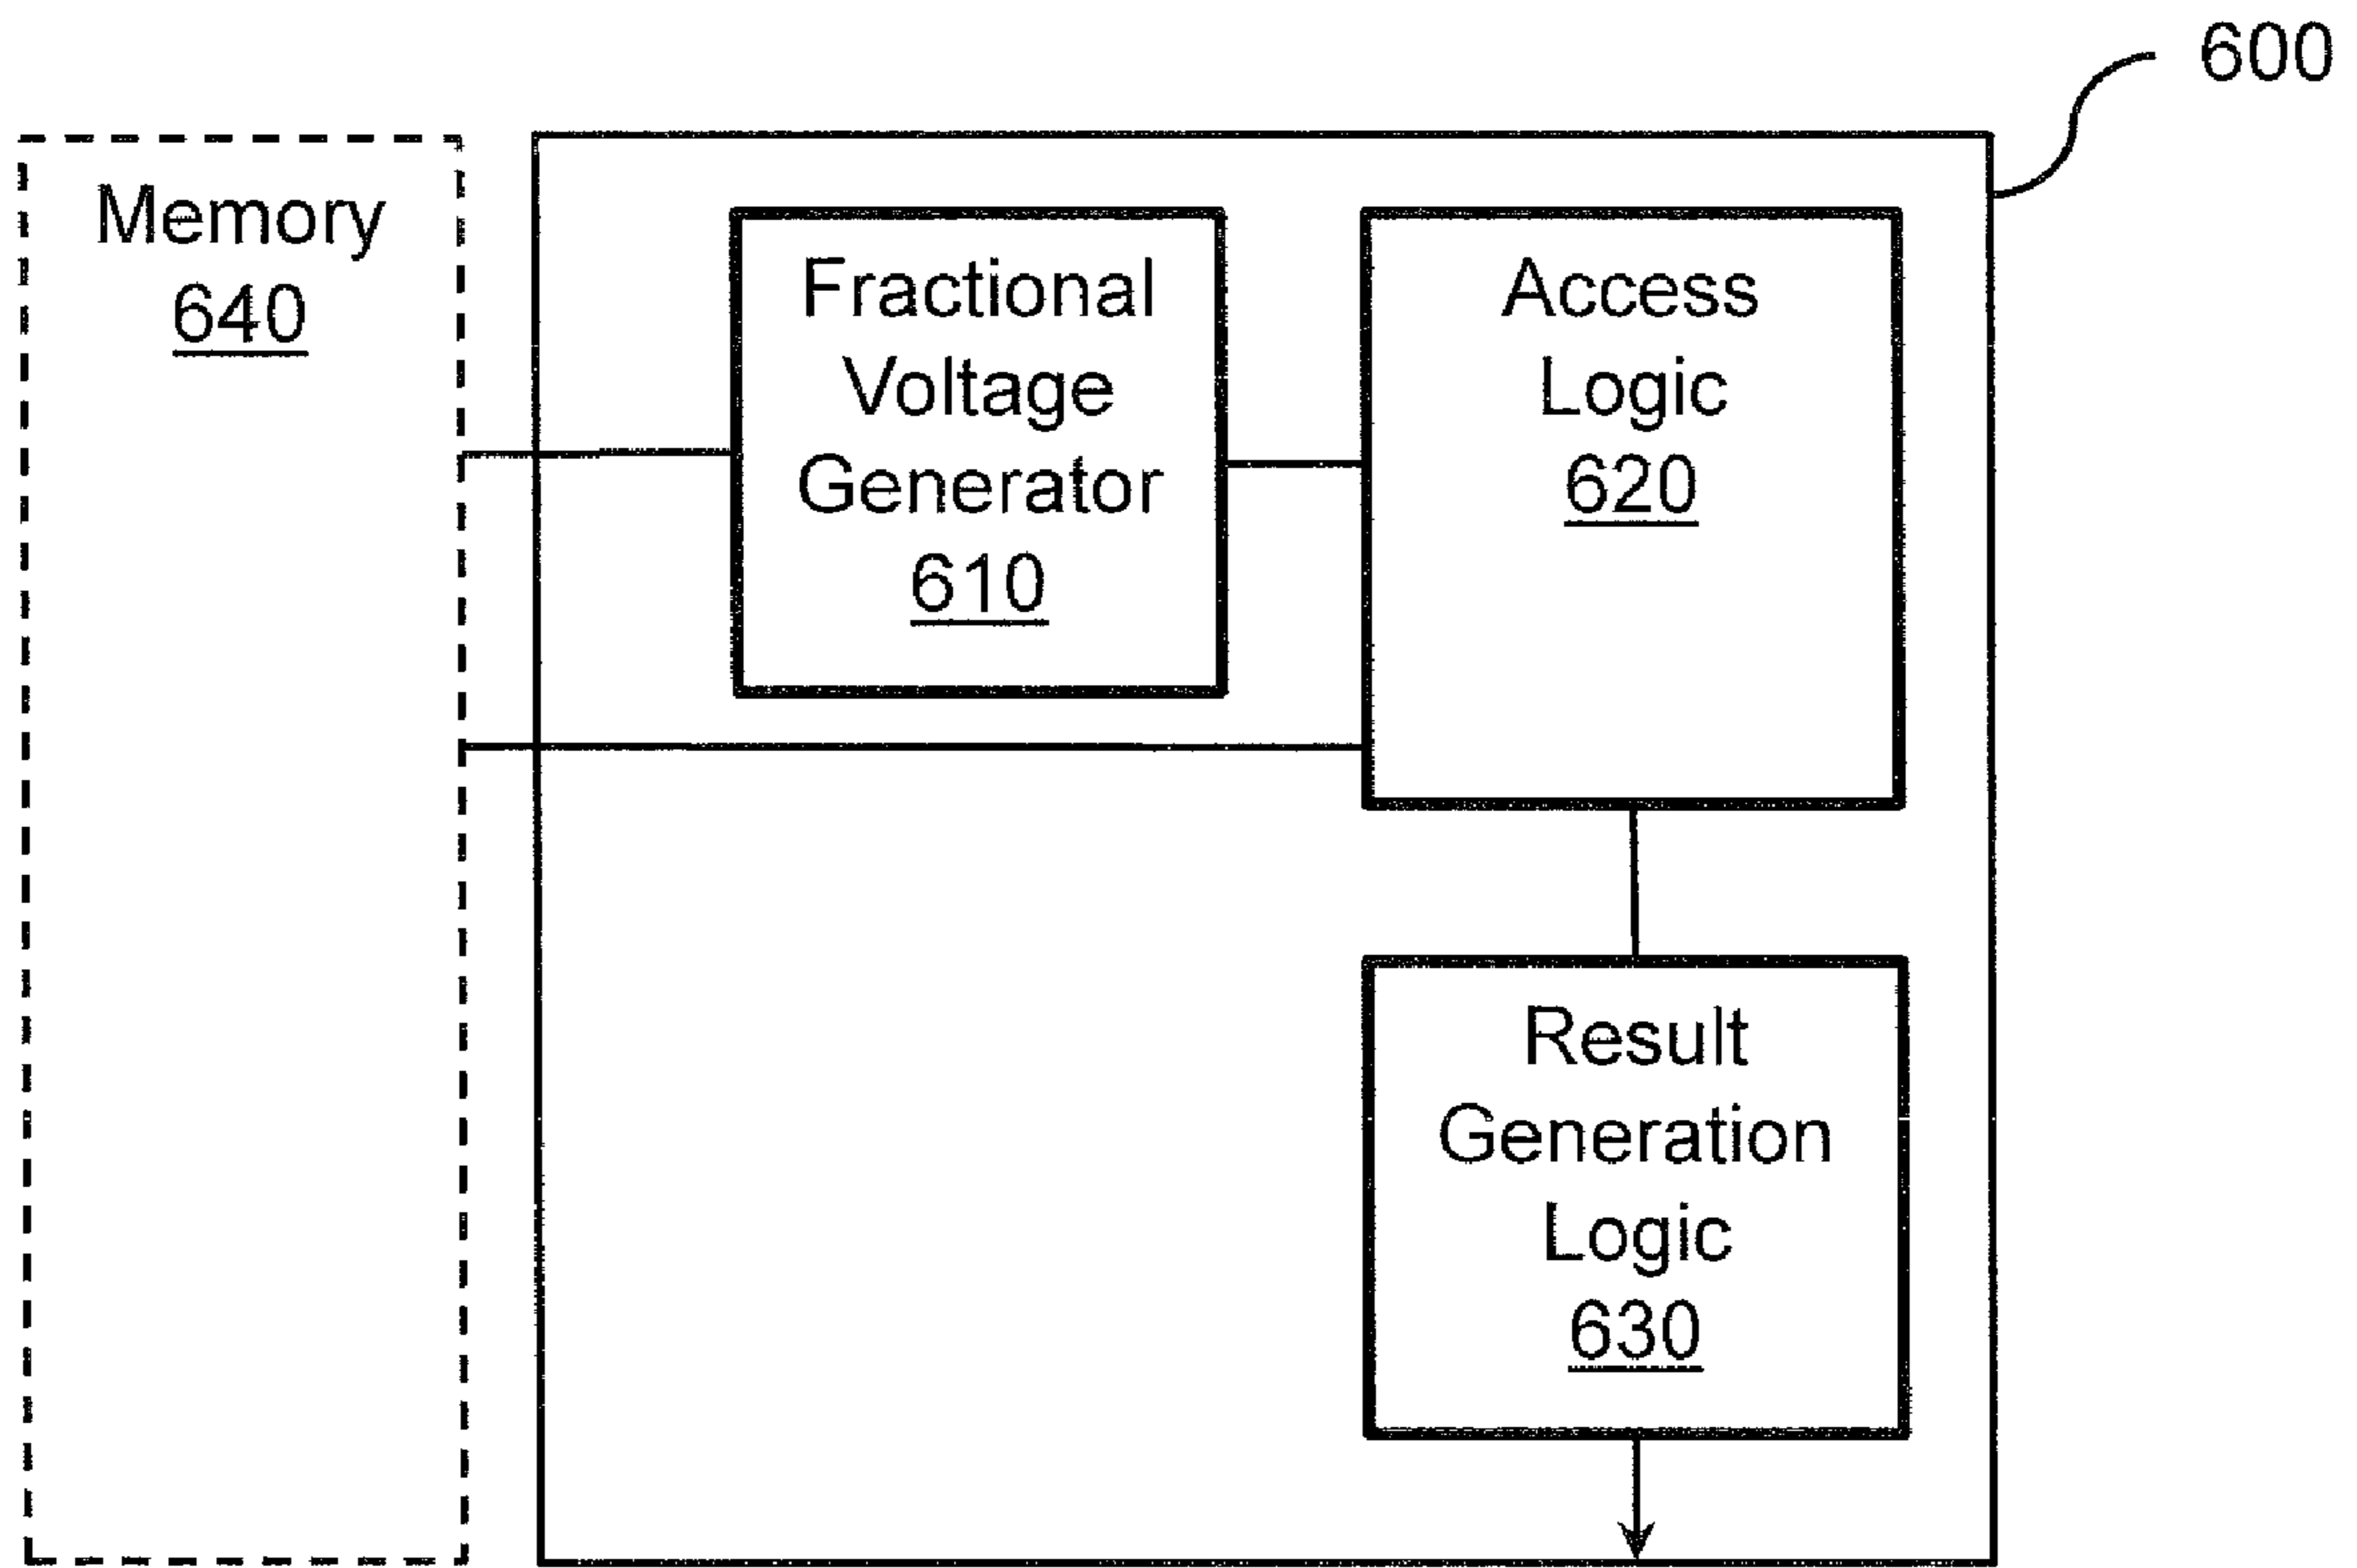 600
Memory
640
Fractional
Voltage
Generator
610
Access
Logic
620
Result
Generation
Logic
630